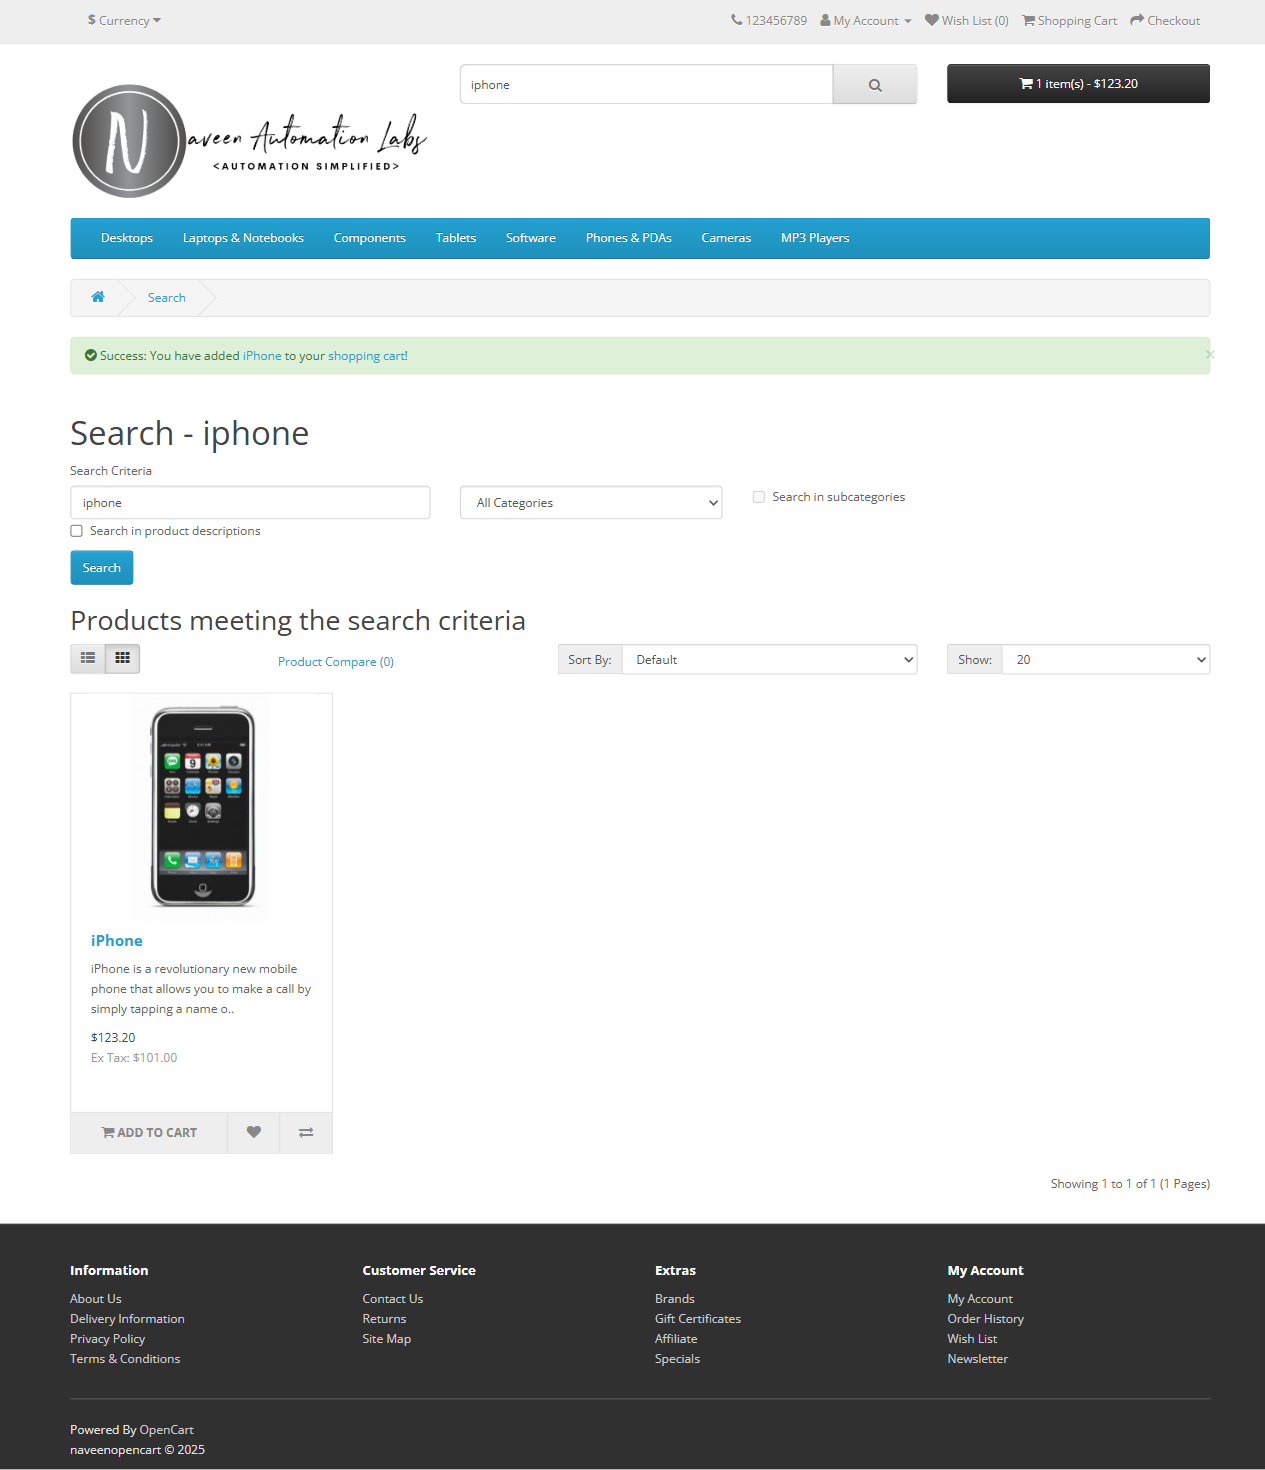 $ Currency
123456789 My Account Wish List (0) Shopping Cart Checkout
iphone
1 item(s) - $123.20
N
aveen Automation Labs
<AUTOMATION SIMPLIFIED>
Desktops Laptops & Notebooks Components Tablets Software Phones & PDAs Cameras MP3 Players
Search
Success: You have added iPhone to your shopping cart!
×
Search - iphone
Search Criteria
iphone
All Categories
Search in subcategories
Search in product descriptions
Search
Products meeting the search criteria
Product Compare (0)
Sort By: Default
Show: 20
iPhone
iPhone is a revolutionary new mobile
phone that allows you to make a call by
simply tapping a name o..
$123.20
Ex Tax: $101.00
ADD TO CART
Showing 1 to 1 of 1 (1 Pages)
Information
About Us
Delivery Information
Privacy Policy
Terms & Conditions
Customer Service
Contact Us
Returns
Site Map
Extras
Brands
Gift Certificates
Affiliate
Specials
My Account
My Account
Order History
Wish List
Newsletter
Powered By OpenCart
naveenopencart © 2025